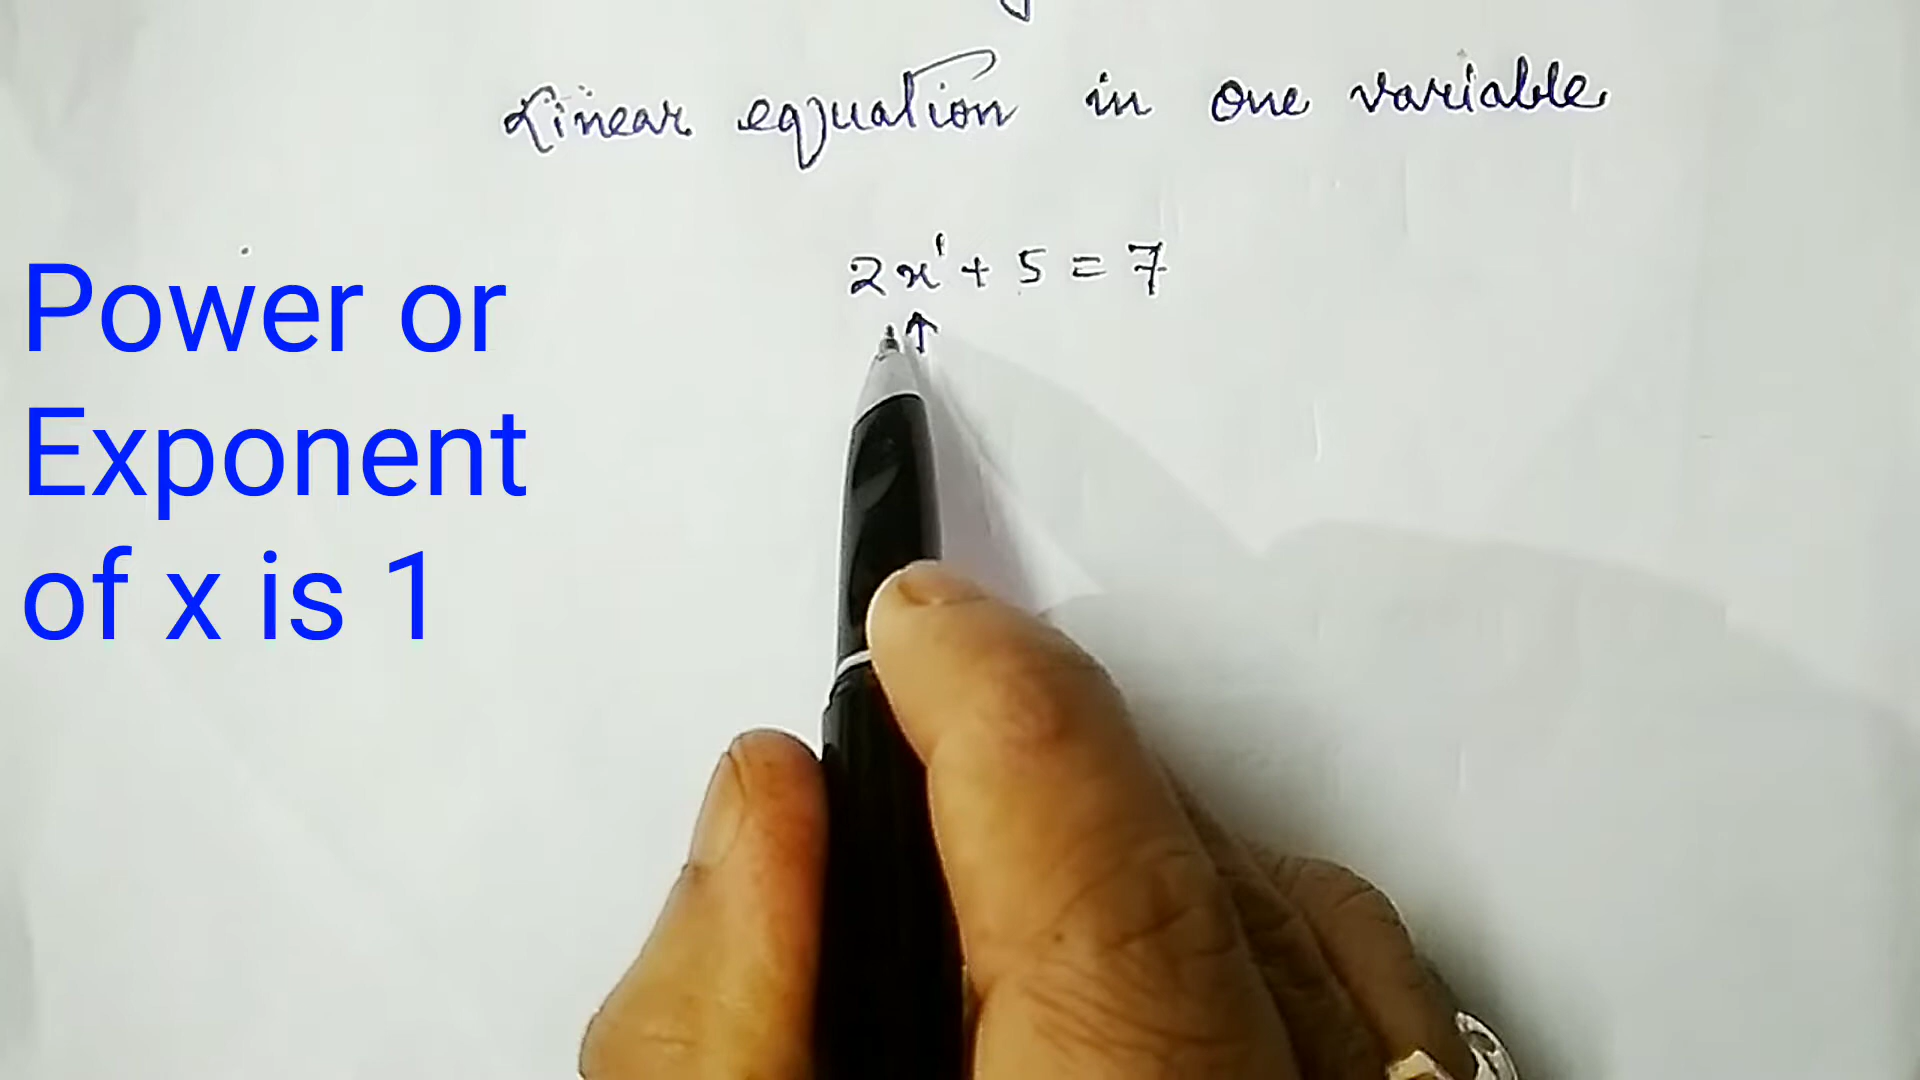 Linear equation in one variable
2x¹ + 5 = 7
↑
Power or
Exponent
of x is 1